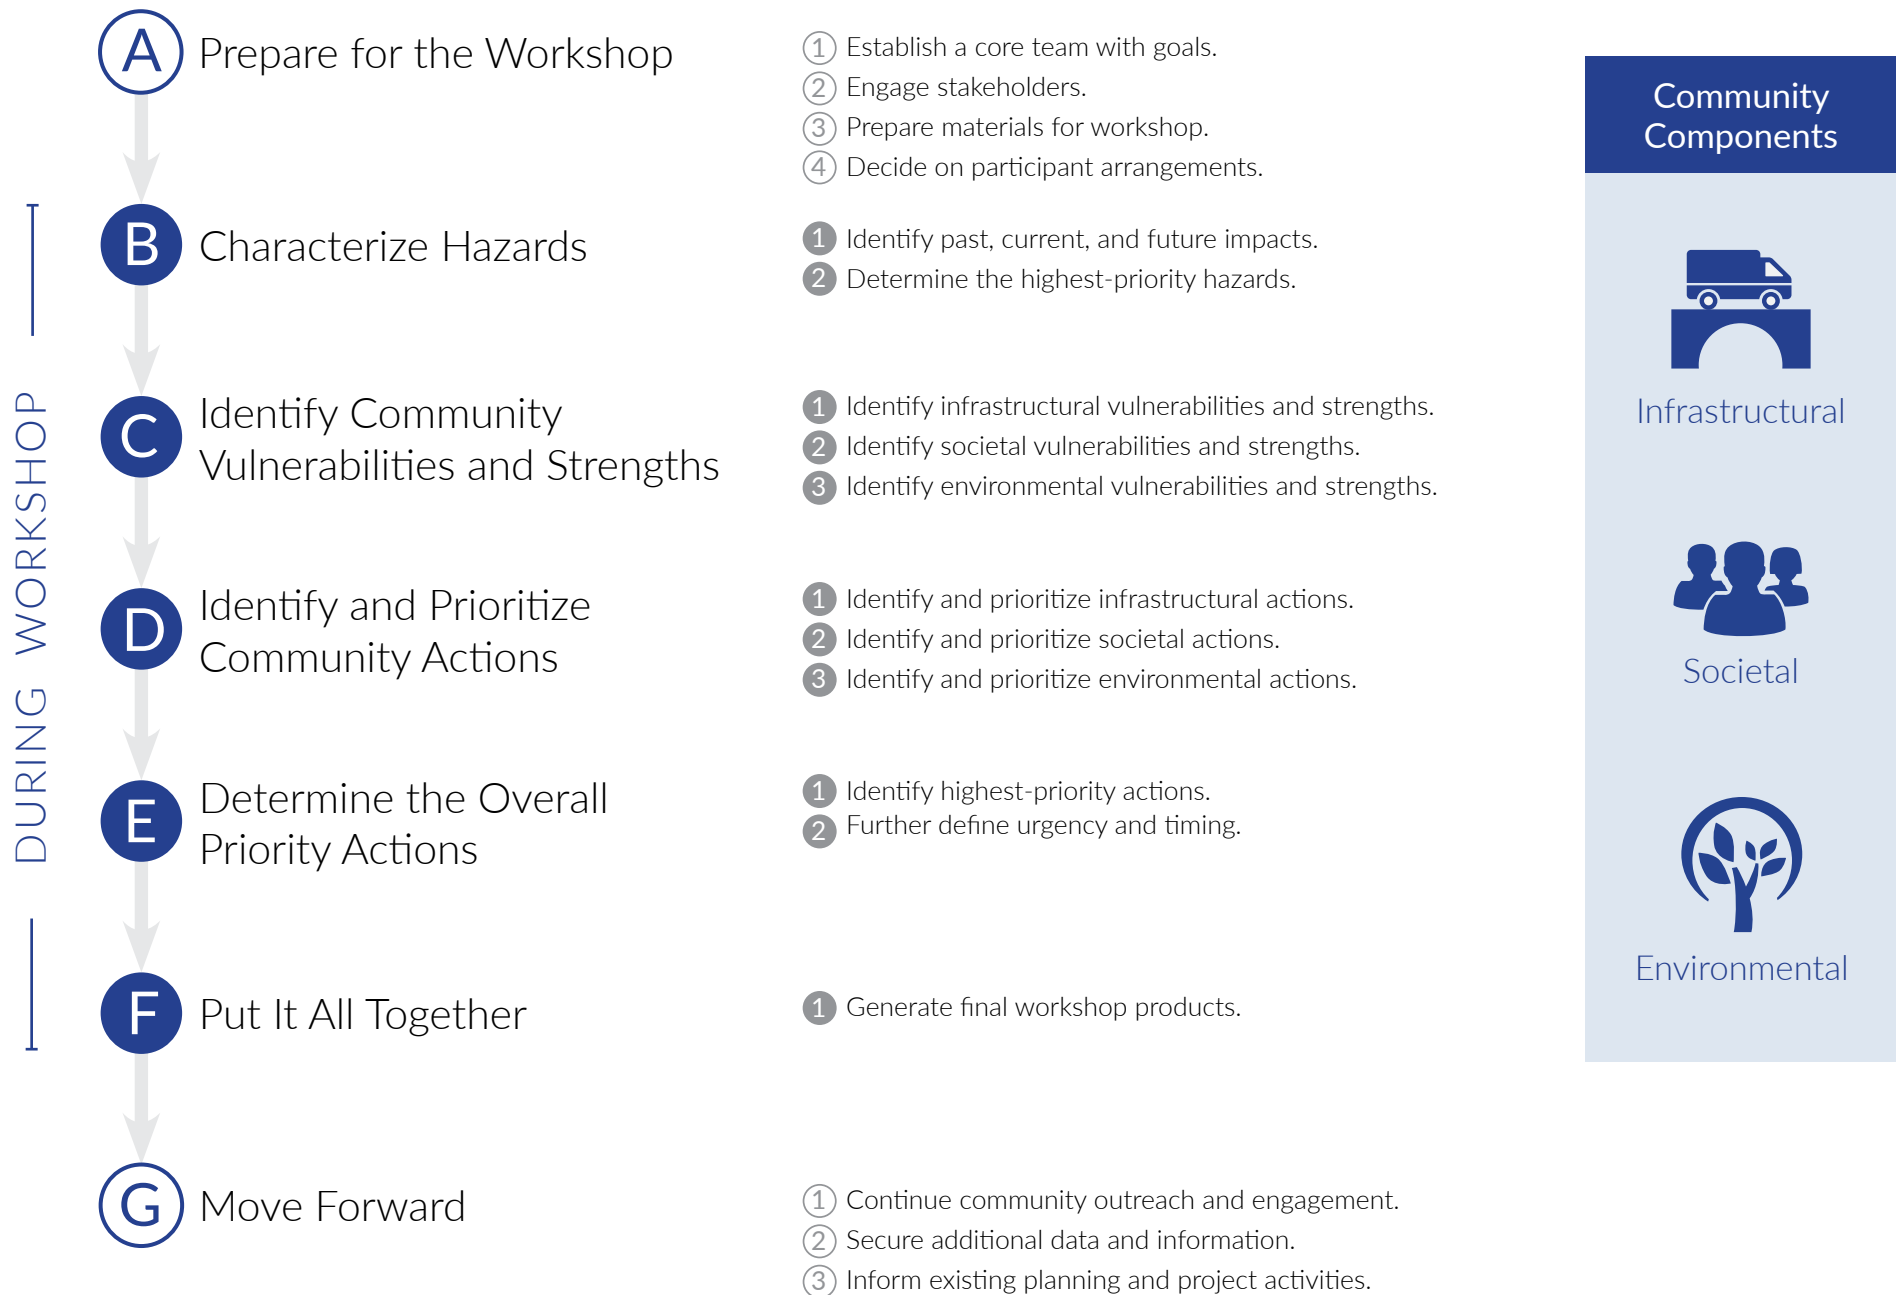 A Prepare for the Workshop
1 Establish a core team with goals.
2 Engage stakeholders.
3 Prepare materials for workshop.
4 Decide on participant arrangements.
DURING WORKSHOP
B Characterize Hazards
1 Identify past, current, and future impacts.
2 Determine the highest-priority hazards.
C Identify Community
Vulnerabilities and Strengths
1 Identify infrastructural vulnerabilities and strengths.
2 Identify societal vulnerabilities and strengths.
3 Identify environmental vulnerabilities and strengths.
D Identify and Prioritize
Community Actions
1 Identify and prioritize infrastructural actions.
2 Identify and prioritize societal actions.
3 Identify and prioritize environmental actions.
E Determine the Overall
Priority Actions
1 Identify highest-priority actions.
2 Further define urgency and timing.
F Put It All Together
1 Generate final workshop products.
G Move Forward
1 Continue community outreach and engagement.
2 Secure additional data and information.
3 Inform existing planning and project activities.
Community
Components
Infrastructural
Societal
Environmental